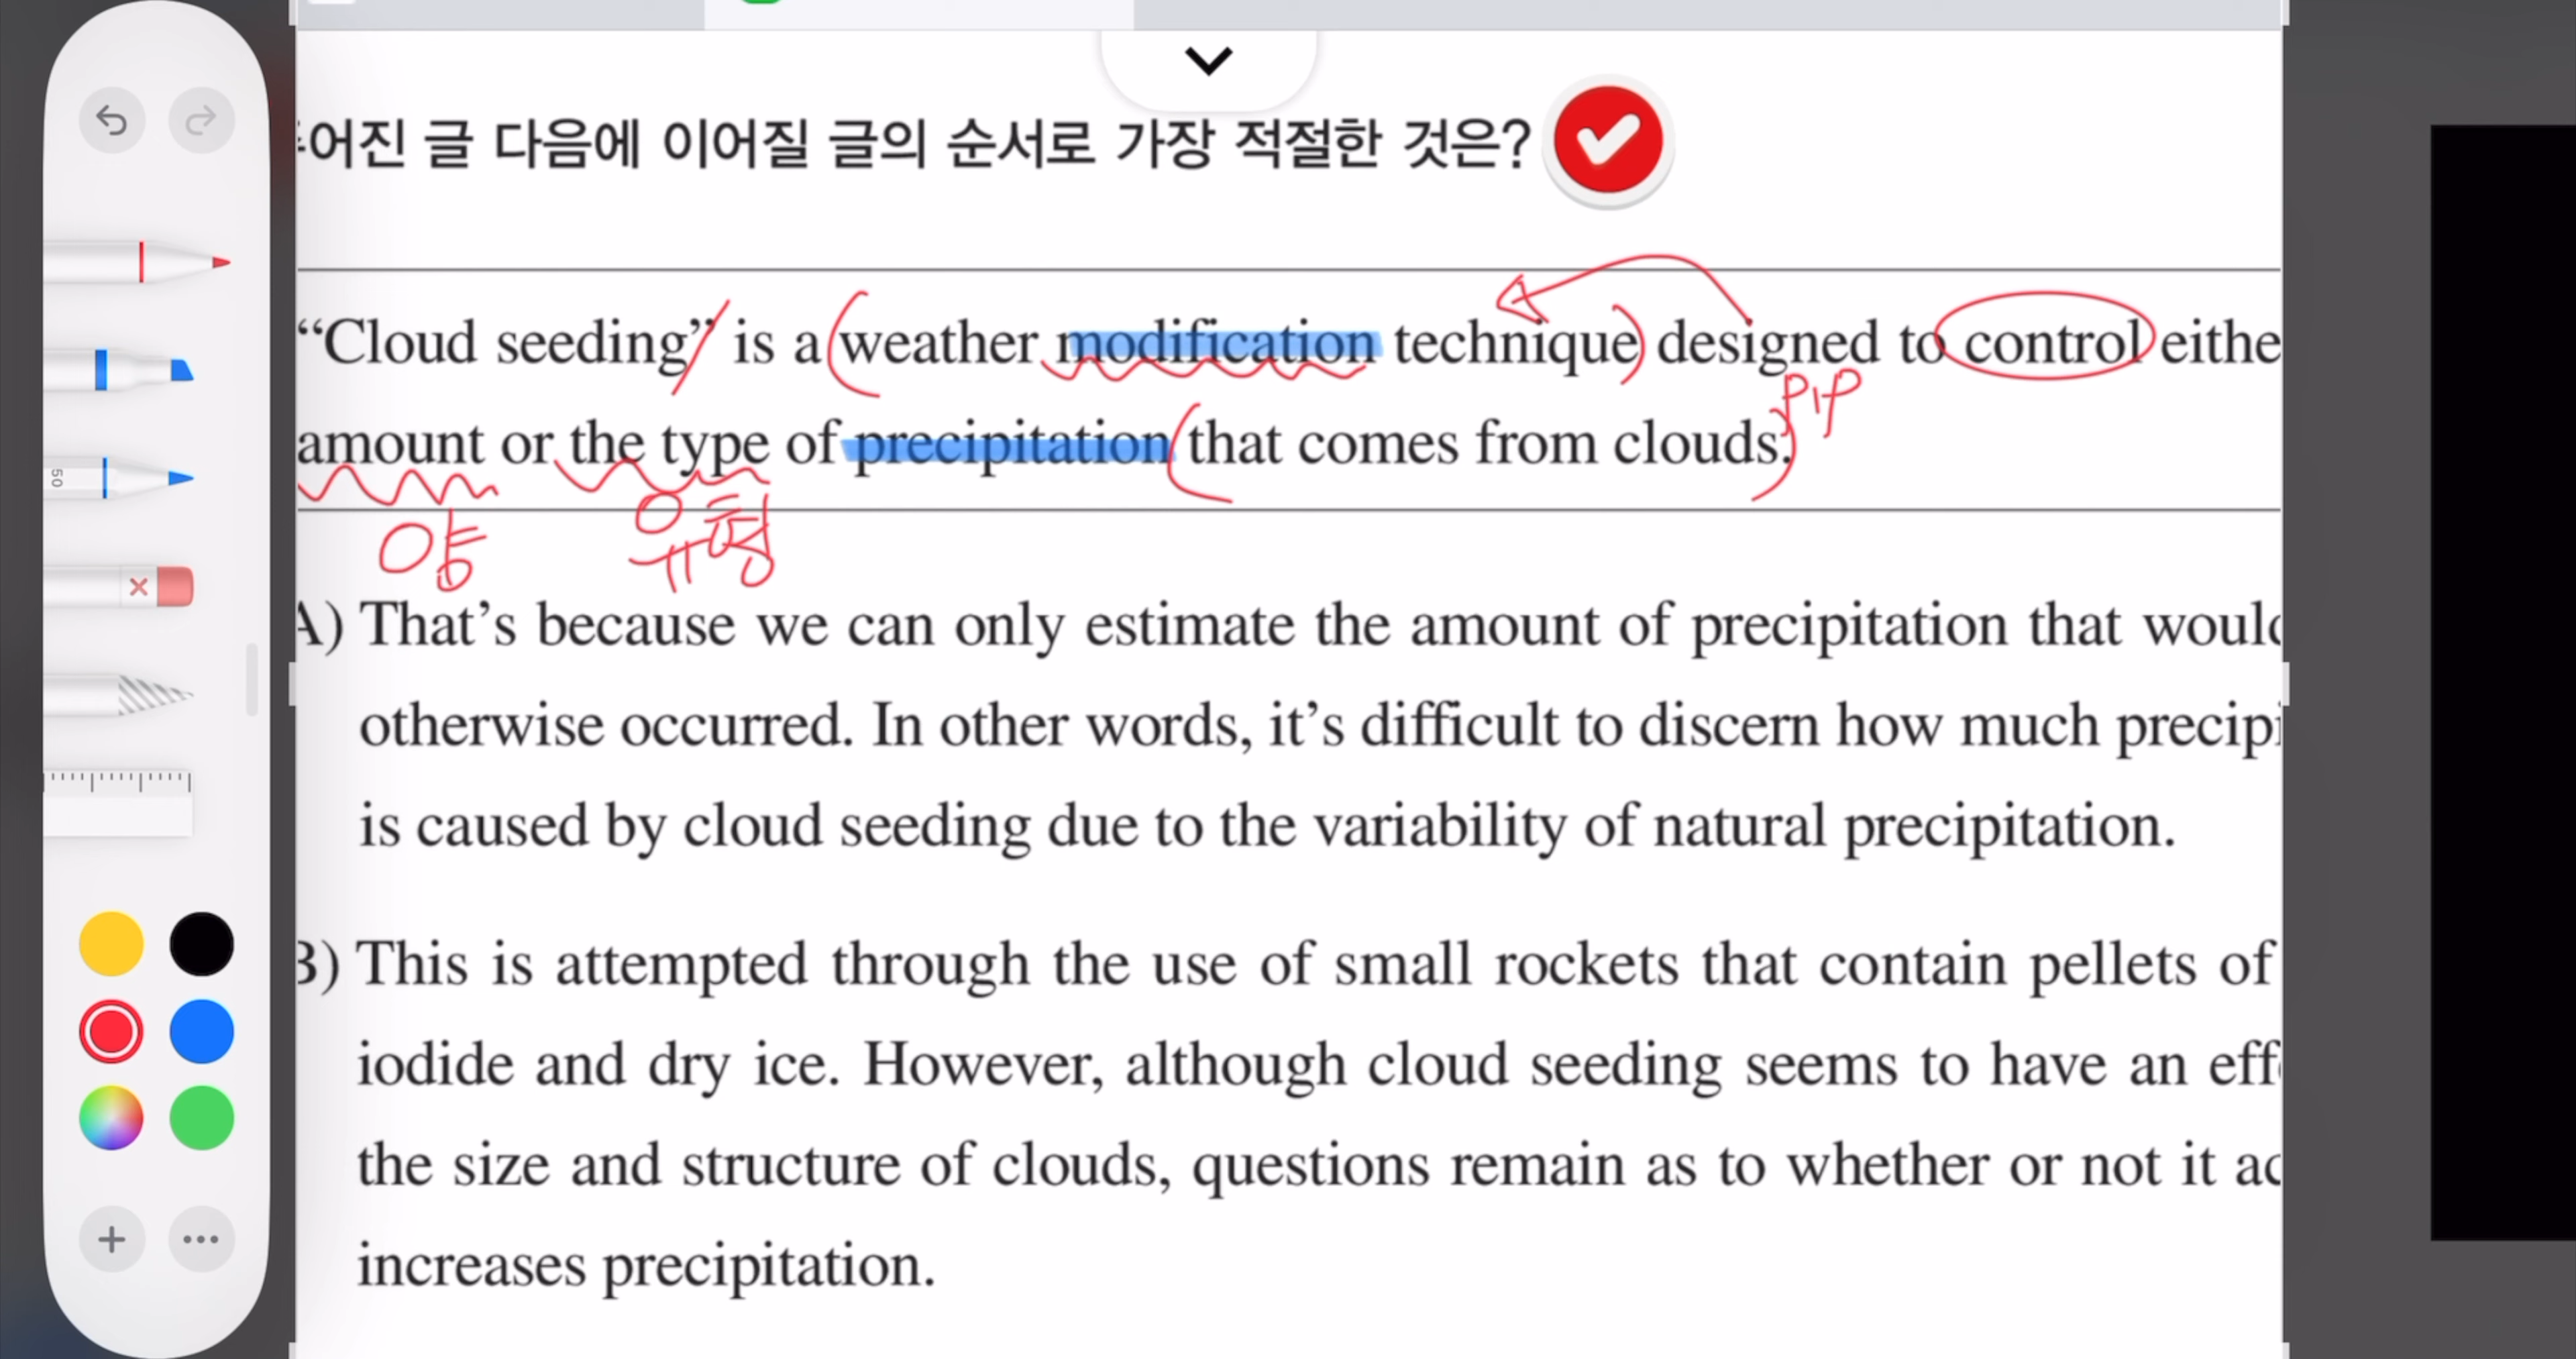 어진 글 다음에 이어질 글의 순서로 가장 적절한 것은?
“Cloud seeding” is a weather modification technique designed to control eithe
p.p
amount or the type of precipitation that comes from clouds.
양 유형
A) That’s because we can only estimate the amount of precipitation that would
otherwise occurred. In other words, it’s difficult to discern how much precipi
is caused by cloud seeding due to the variability of natural precipitation.
B) This is attempted through the use of small rockets that contain pellets of
iodide and dry ice. However, although cloud seeding seems to have an eff
the size and structure of clouds, questions remain as to whether or not it ac
increases precipitation.
50